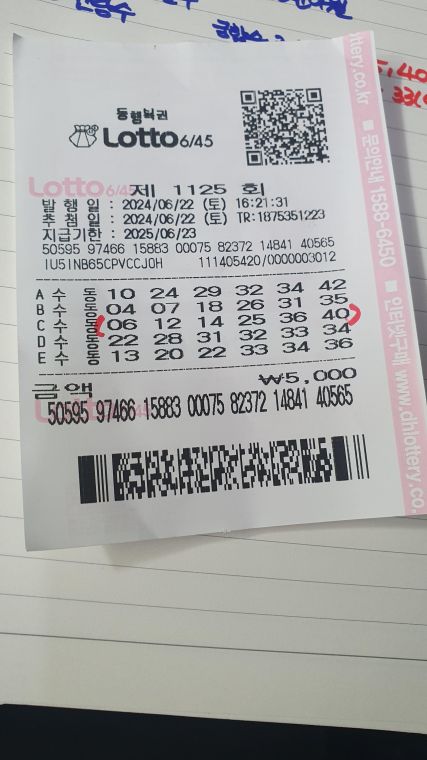 동행복권
Lotto 6/45
Lotto 6/45 제 1125 회
발 행 일 : 2024/06/22 (토) 16:21:31
추 첨 일 : 2024/06/22 (토) TR:1875351223
지급기한 : 2025/06/23
50595 97466 15883 00075 82372 14841 40565
IU51NB65CPVCCJ0H 111405420/0000003012
A 수 동 10 24 29 32 34 42
B 수 동 04 07 18 26 31 35
C 수 동 06 12 14 25 36 40
D 수 동 22 28 31 32 33 34
E 수 동 13 20 22 33 34 36
금액 ₩5,000
50595 97466 15883 00075 82372 14841 40565
ottery.co.kr ■ 문의안내 1588-6450 ■ 인터넷구매 www.dhlottery.co.